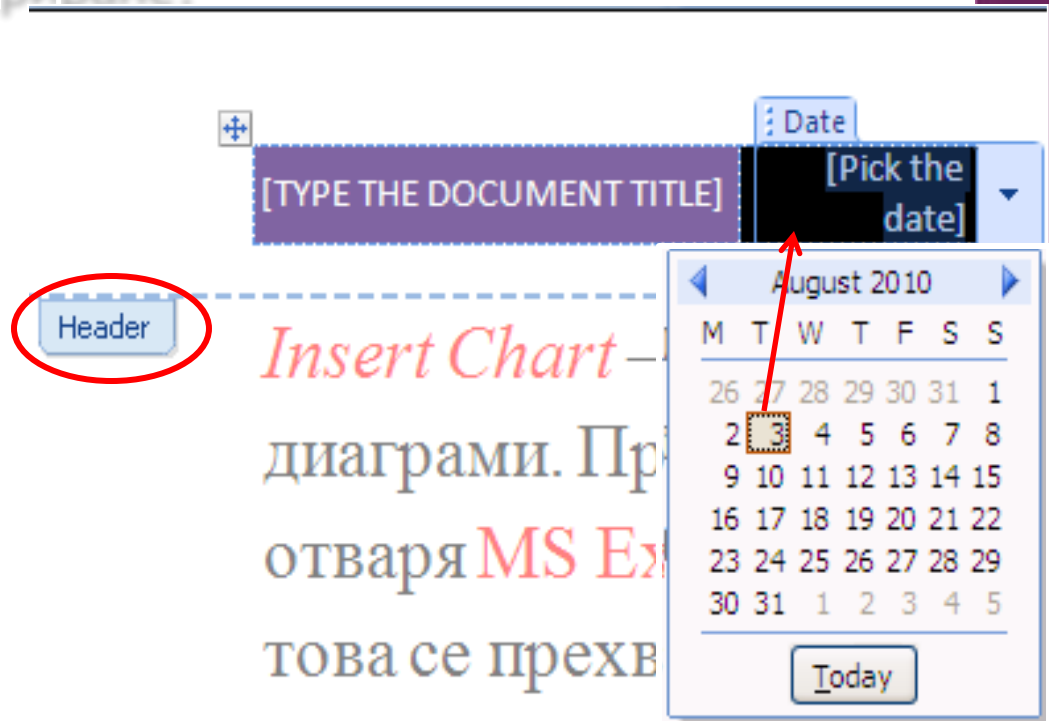 Date
[TYPE THE DOCUMENT TITLE]
[Pick the
date]
Header
Insert Chart –
диаграми. Пр
отваря MS Ex
това се прехв
August 2010
M T W T F S S
26 27 28 29 30 31 1
2 3 4 5 6 7 8
9 10 11 12 13 14 15
16 17 18 19 20 21 22
23 24 25 26 27 28 29
30 31 1 2 3 4 5
Today